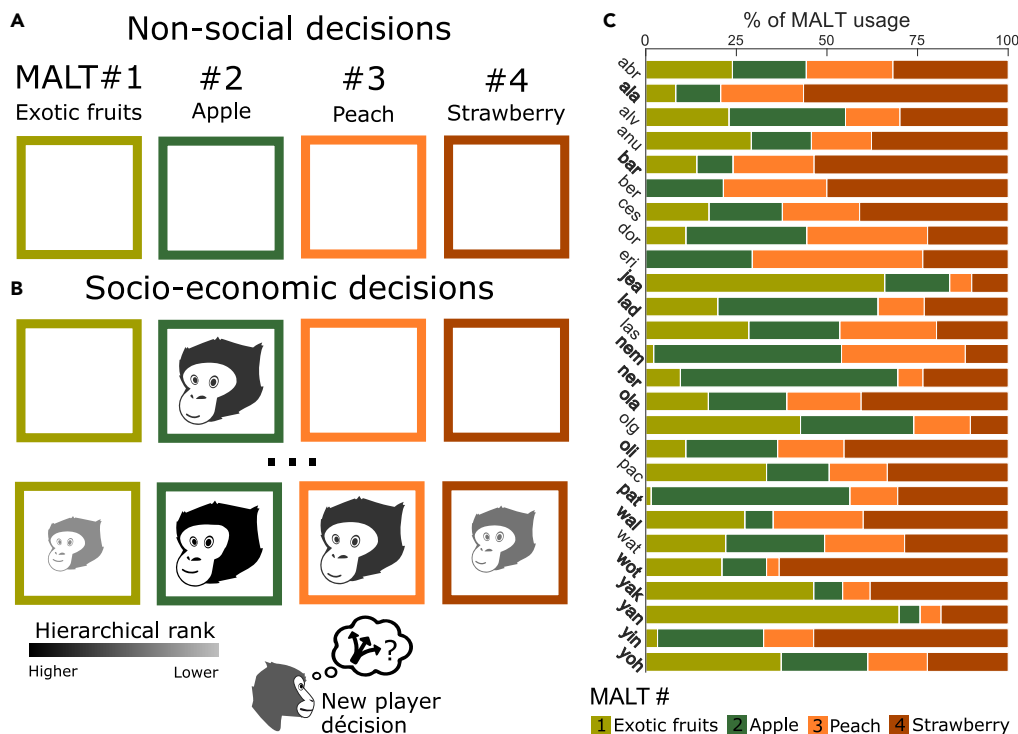 A
Non-social decisions
MALT#1 #2 #3 #4
Exotic fruits Apple Peach Strawberry
B
Socio-economic decisions
...
Hierarchical rank
Higher Lower
?
New player
décision
C
% of MALT usage
0 25 50 75 100
abr
ala
alv
anu
bar
ber
ces
dor
eri
jea
lad
las
nem
ner
ola
olg
oli
pac
pat
wal
wat
wot
yak
yan
yin
yoh
MALT #
1 Exotic fruits 2 Apple 3 Peach 4 Strawberry